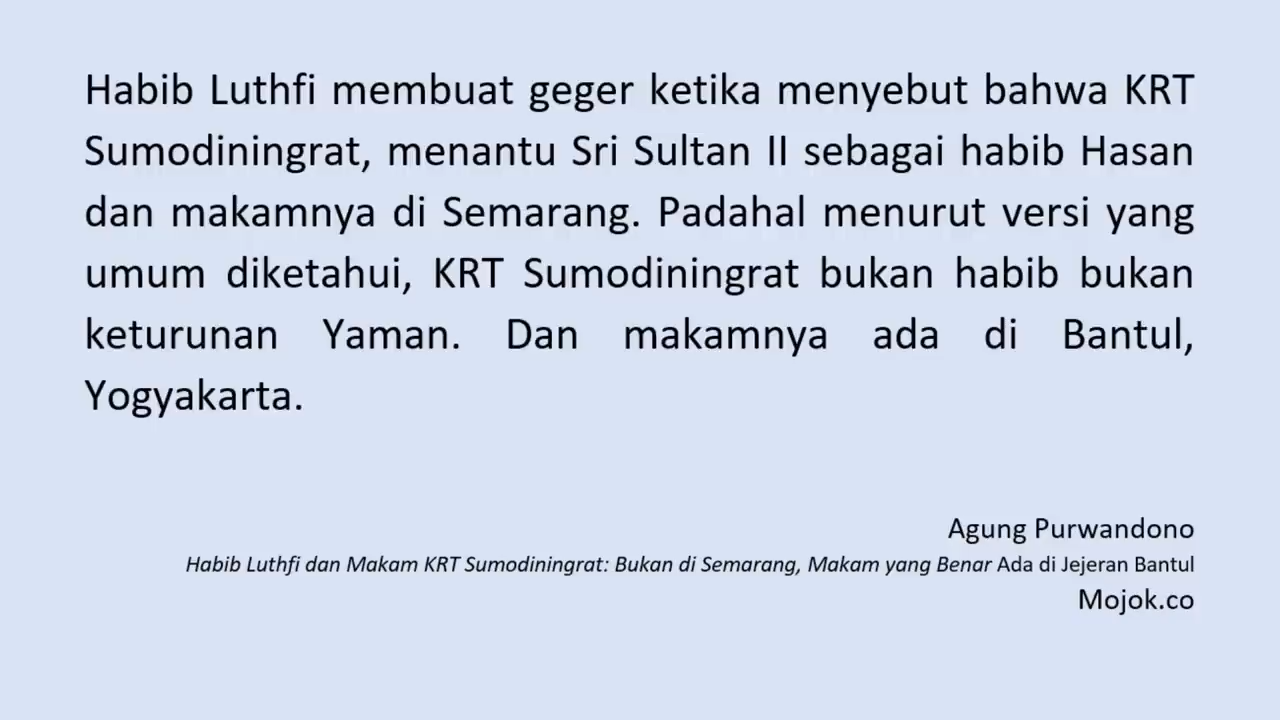 Habib Luthfi membuat geger ketika menyebut bahwa KRT
Sumodiningrat, menantu Sri Sultan II sebagai habib Hasan
dan makamnya di Semarang. Padahal menurut versi yang
umum diketahui, KRT Sumodiningrat bukan habib bukan
keturunan Yaman. Dan makamnya ada di Bantul,
Yogyakarta.
Agung Purwandono
Habib Luthfi dan Makam KRT Sumodiningrat: Bukan di Semarang, Makam yang Benar Ada di Jejeran Bantul
Mojok.co